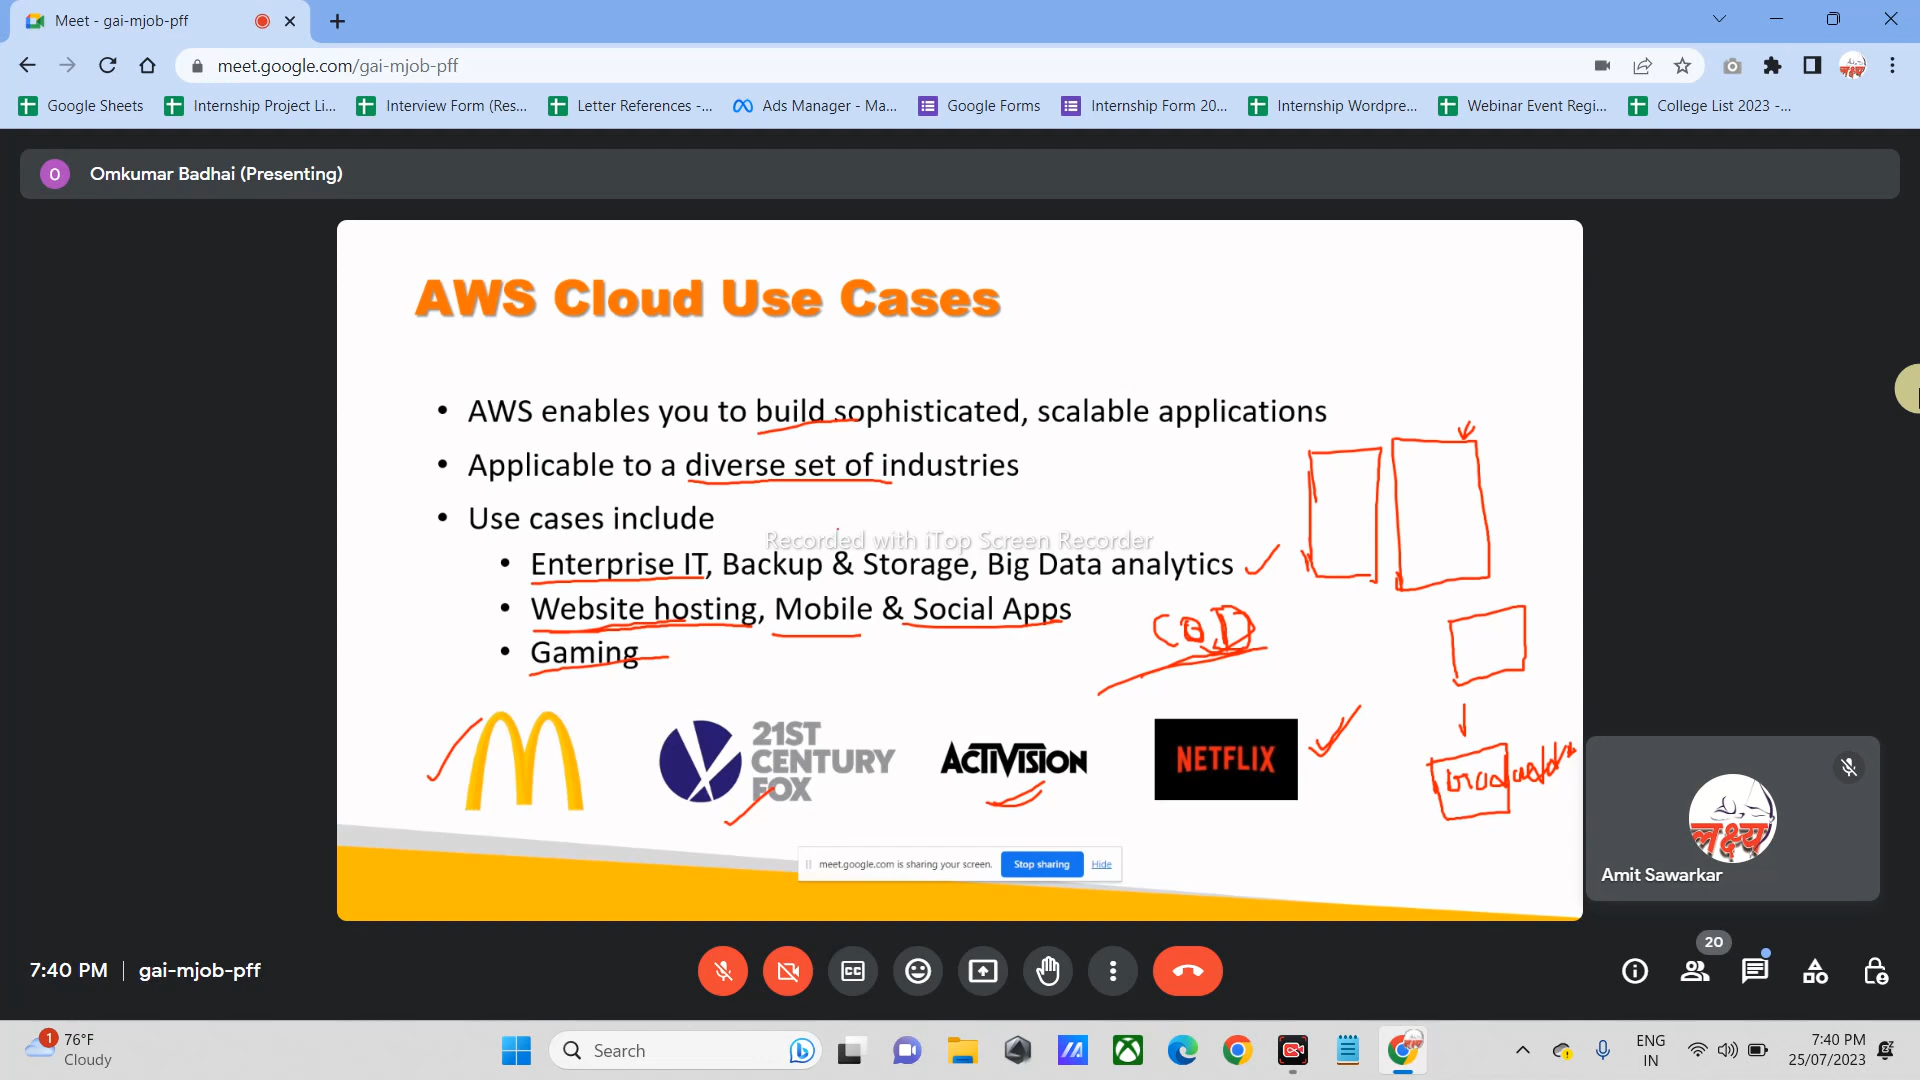 Meet - gai-mjob-pff
meet.google.com/gai-mjob-pff
Google Sheets
Internship Project Li...
Interview Form (Res...
Letter References -...
Ads Manager - Ma...
Google Forms
Internship Form 20...
Internship Wordpre...
Webinar Event Regi...
College List 2023 -...
O
Omkumar Badhai (Presenting)
AWS Cloud Use Cases
• AWS enables you to build sophisticated, scalable applications
• Applicable to a diverse set of industries
• Use cases include
Recorded with iTop Screen Recorder
• Enterprise IT, Backup & Storage, Big Data analytics
• Website hosting, Mobile & Social Apps
• Gaming
COD
21ST
CENTURY
FOX
ACTIVISION
NETFLIX
meet.google.com is sharing your screen.
Stop sharing
Hide
लक्ष्य
Amit Sawarkar
7:40 PM
gai-mjob-pff
CC
20
1
76°F
Cloudy
Search
ENG
IN
7:40 PM
25/07/2023